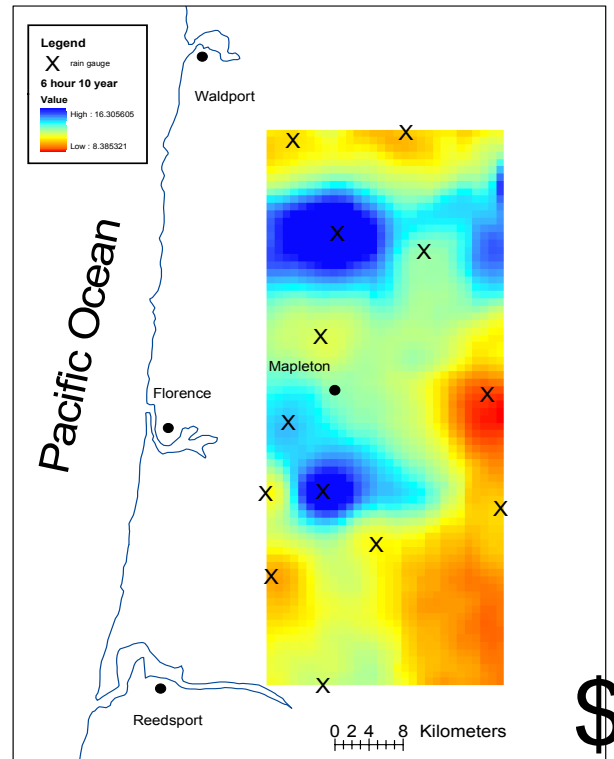 Legend
X rain gauge
6 hour 10 year
Value
High : 16.305605
Low : 8.385321
Waldport
X
X
X
X
Pacific Ocean
X
Mapleton
Florence
X
X
X
X
X
X
X
X
Reedsport
$
0 2 4 8 Kilometers